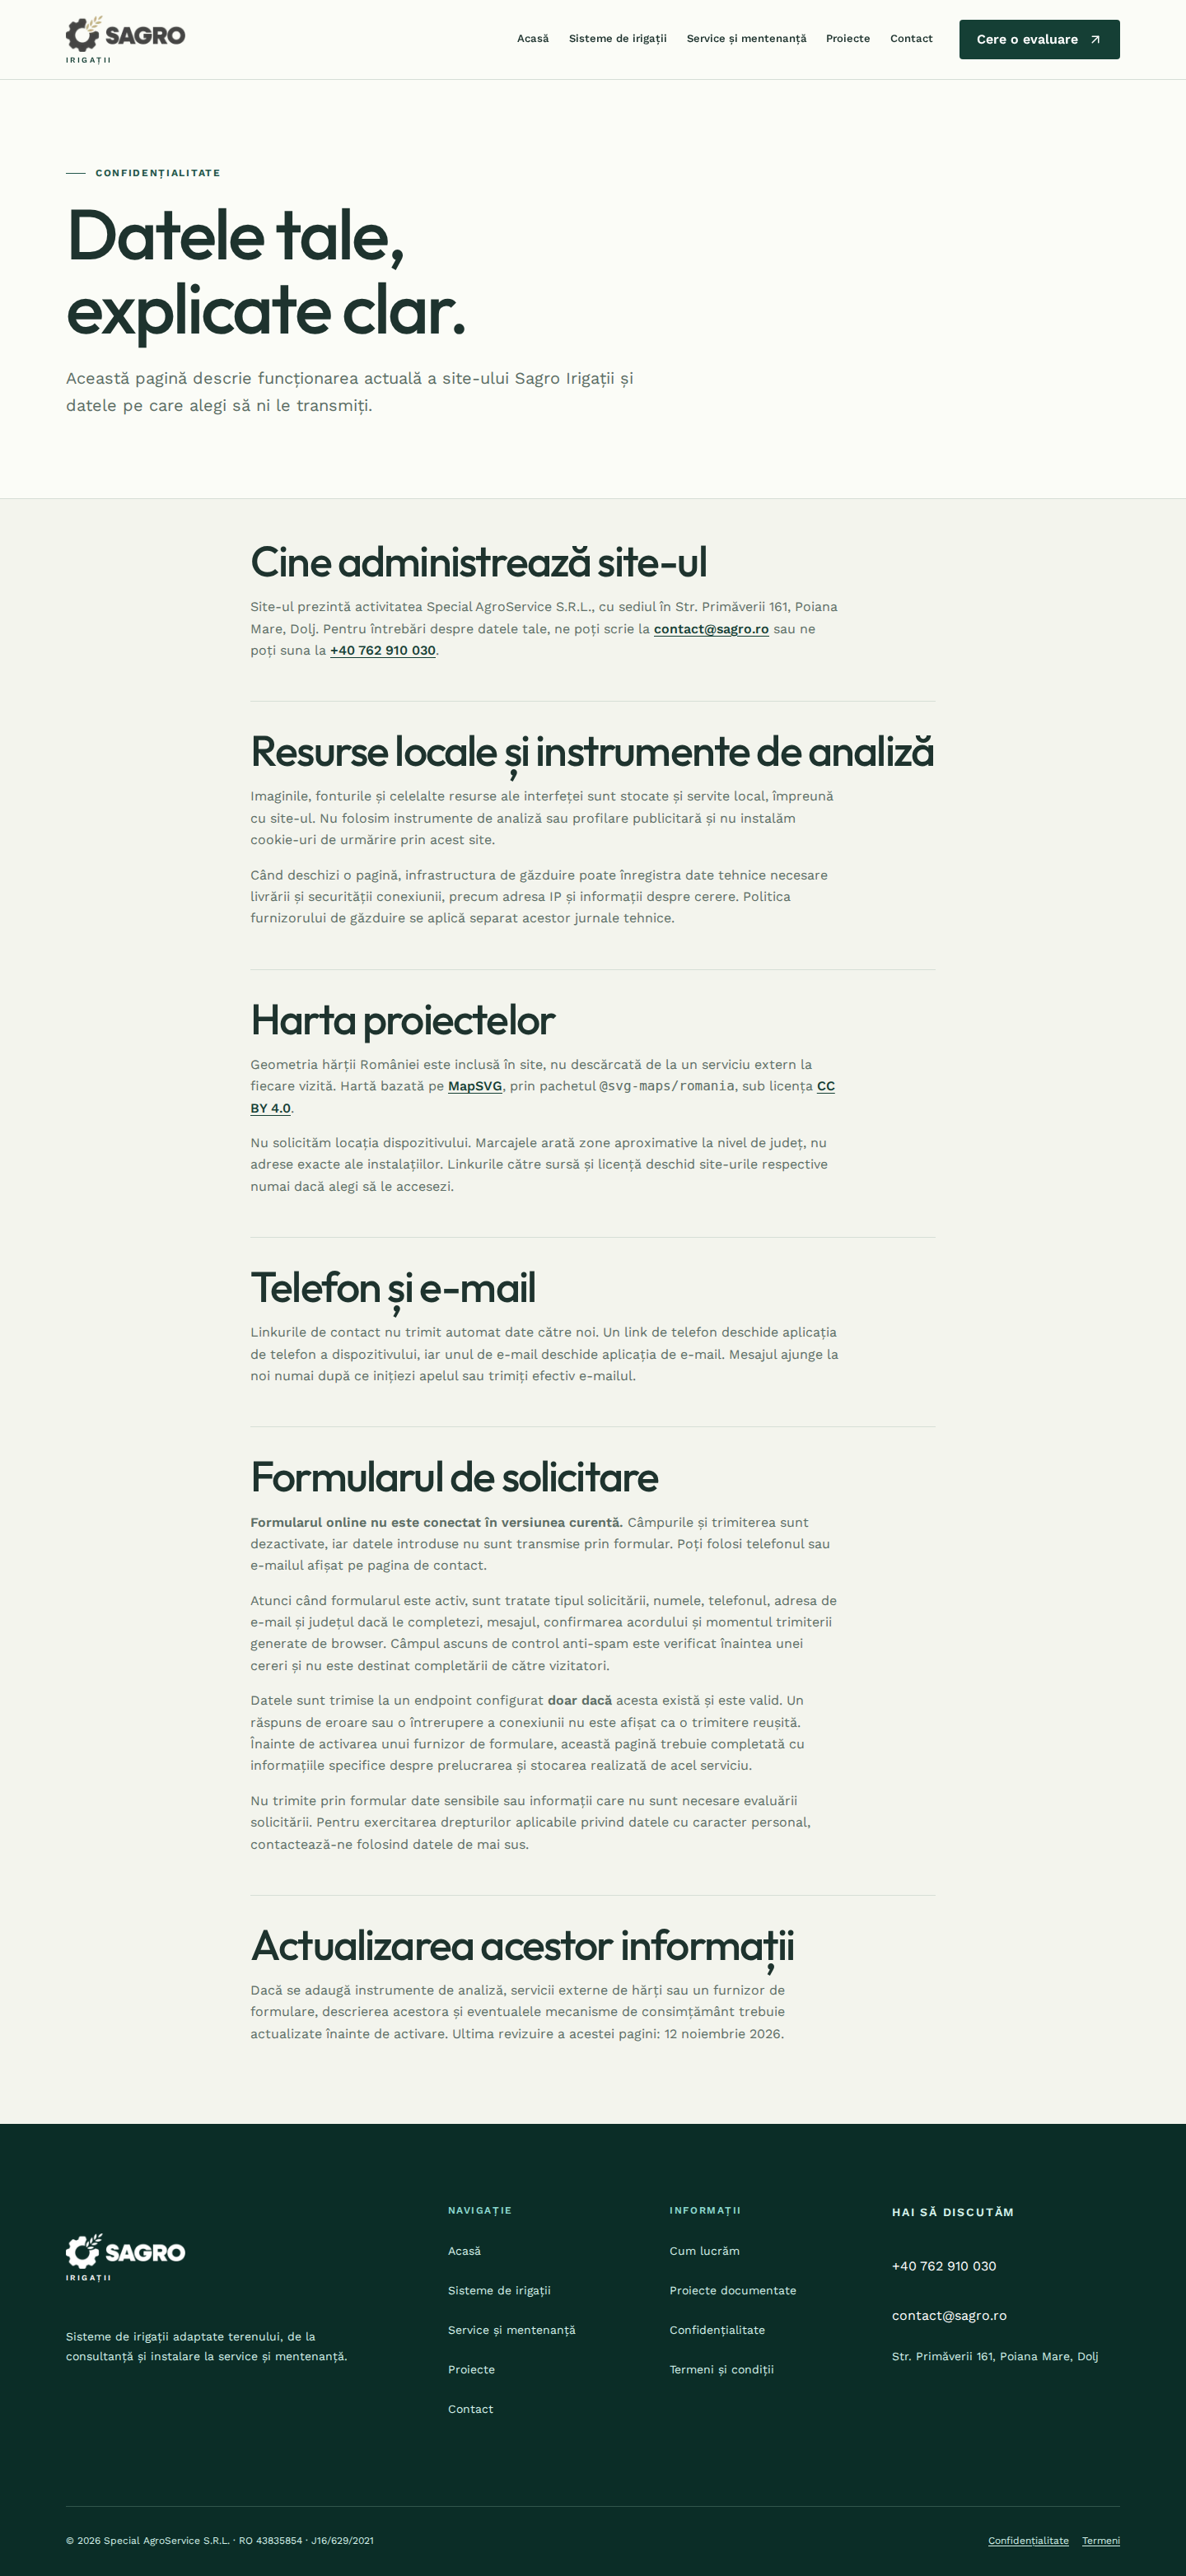 SAGRO
IRIGAȚII
Acasă
Sisteme de irigații
Service și mentenanță
Proiecte
Contact
Cere o evaluare
CONFIDENȚIALITATE
Datele tale,
explicate clar.
Această pagină descrie funcționarea actuală a site-ului Sagro Irigații și
datele pe care alegi să ni le transmiți.
Cine administrează site-ul
Site-ul prezintă activitatea Special AgroService S.R.L., cu sediul în Str. Primăverii 161, Poiana
Mare, Dolj. Pentru întrebări despre datele tale, ne poți scrie la contact@sagro.ro sau ne
poți suna la +40 762 910 030.
Resurse locale și instrumente de analiză
Imaginile, fonturile și celelalte resurse ale interfeței sunt stocate și servite local, împreună
cu site-ul. Nu folosim instrumente de analiză sau profilare publicitară și nu instalăm
cookie-uri de urmărire prin acest site.
Când deschizi o pagină, infrastructura de găzduire poate înregistra date tehnice necesare
livrării și securității conexiunii, precum adresa IP și informații despre cerere. Politica
furnizorului de găzduire se aplică separat acestor jurnale tehnice.
Harta proiectelor
Geometria hărții României este inclusă în site, nu descărcată de la un serviciu extern la
fiecare vizită. Hartă bazată pe MapSVG, prin pachetul @svg-maps/romania, sub licența CC
BY 4.0.
Nu solicităm locația dispozitivului. Marcajele arată zone aproximative la nivel de județ, nu
adrese exacte ale instalațiilor. Linkurile către sursă și licență deschid site-urile respective
numai dacă alegi să le accesezi.
Telefon și e-mail
Linkurile de contact nu trimit automat date către noi. Un link de telefon deschide aplicația
de telefon a dispozitivului, iar unul de e-mail deschide aplicația de e-mail. Mesajul ajunge la
noi numai după ce inițiezi apelul sau trimiți efectiv e-mailul.
Formularul de solicitare
Formularul online nu este conectat în versiunea curentă. Câmpurile și trimiterea sunt
dezactivate, iar datele introduse nu sunt transmise prin formular. Poți folosi telefonul sau
e-mailul afișat pe pagina de contact.
Atunci când formularul este activ, sunt tratate tipul solicitării, numele, telefonul, adresa de
e-mail și județul dacă le completezi, mesajul, confirmarea acordului și momentul trimiterii
generate de browser. Câmpul ascuns de control anti-spam este verificat înaintea unei
cereri și nu este destinat completării de către vizitatori.
Datele sunt trimise la un endpoint configurat doar dacă acesta există și este valid. Un
răspuns de eroare sau o întrerupere a conexiunii nu este afișat ca o trimitere reușită.
Înainte de activarea unui furnizor de formulare, această pagină trebuie completată cu
informațiile specifice despre prelucrarea și stocarea realizată de acel serviciu.
Nu trimite prin formular date sensibile sau informații care nu sunt necesare evaluării
solicitării. Pentru exercitarea drepturilor aplicabile privind datele cu caracter personal,
contactează-ne folosind datele de mai sus.
Actualizarea acestor informații
Dacă se adaugă instrumente de analiză, servicii externe de hărți sau un furnizor de
formulare, descrierea acestora și eventualele mecanisme de consimțământ trebuie
actualizate înainte de activare. Ultima revizuire a acestei pagini: 12 noiembrie 2026.
SAGRO
IRIGAȚII
Sisteme de irigații adaptate terenului, de la
consultanță și instalare la service și mentenanță.
NAVIGAȚIE
Acasă
Sisteme de irigații
Service și mentenanță
Proiecte
Contact
INFORMAȚII
Cum lucrăm
Proiecte documentate
Confidențialitate
Termeni și condiții
HAI SĂ DISCUTĂM
+40 762 910 030
contact@sagro.ro
Str. Primăverii 161, Poiana Mare, Dolj
© 2026 Special AgroService S.R.L. · RO 43835854 · J16/629/2021
Confidențialitate
Termeni